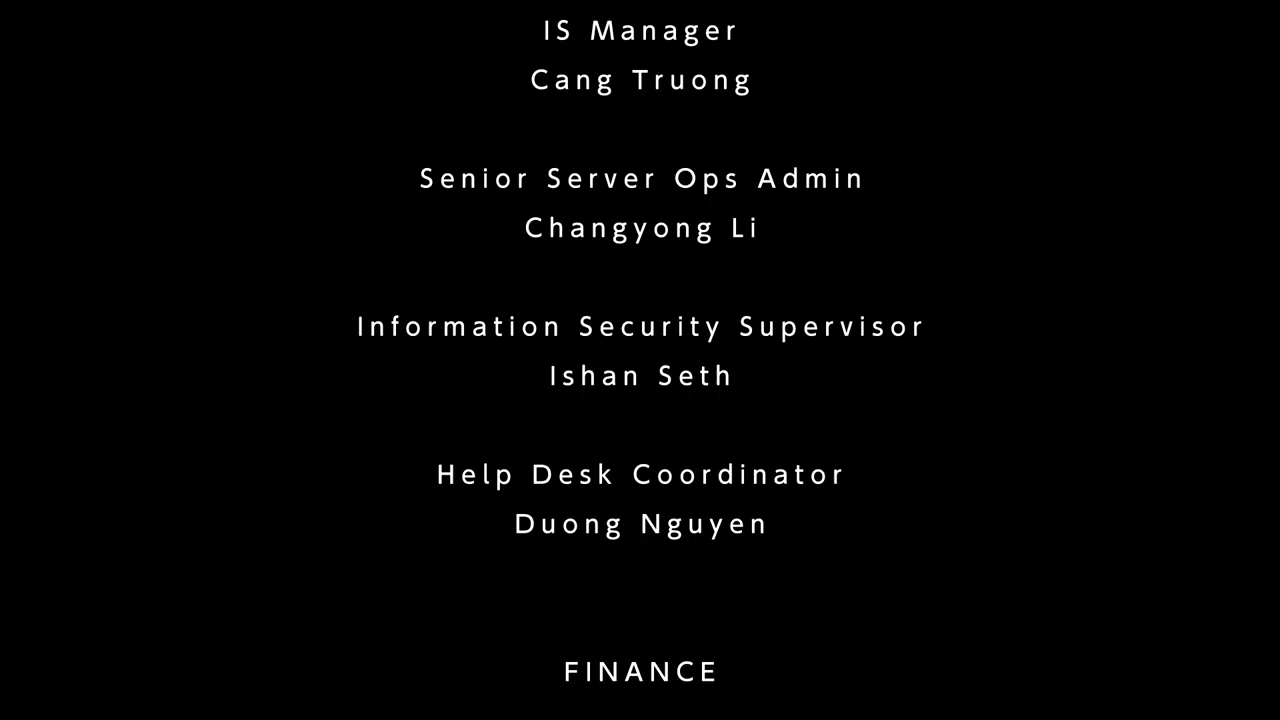 IS Manager
Cang Truong
Senior Server Ops Admin
Changyong Li
Information Security Supervisor
Ishan Seth
Help Desk Coordinator
Duong Nguyen
FINANCE